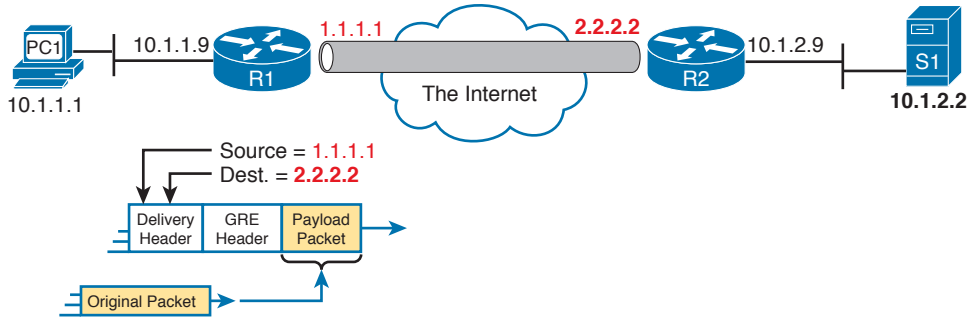 PC1
10.1.1.1
10.1.1.9
R1
1.1.1.1
The Internet
2.2.2.2
R2
10.1.2.9
S1
10.1.2.2
Source = 1.1.1.1
Dest. = 2.2.2.2
Delivery
Header
GRE
Header
Payload
Packet
Original Packet